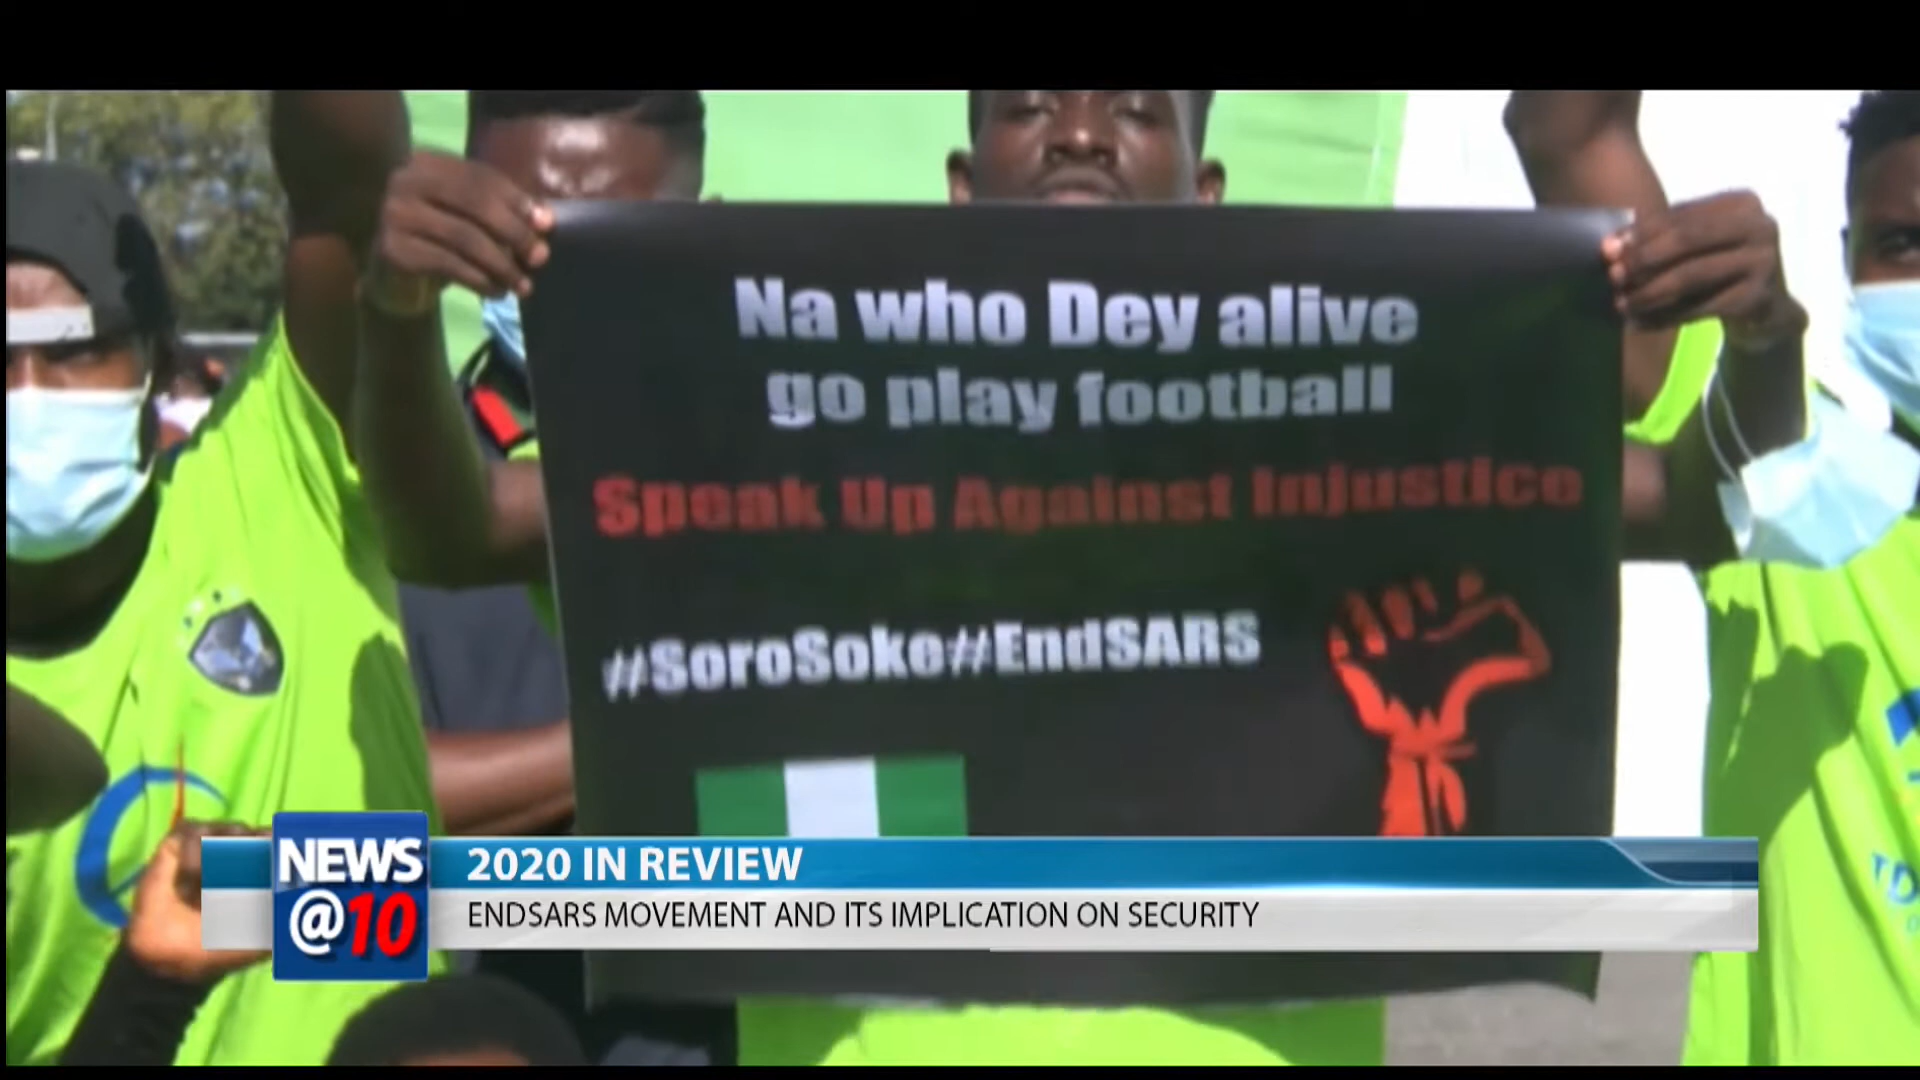 Na who Dey alive
go play football
Speak Up Against Injustice
#SoroSoke#EndSARS
NEWS
@10
2020 IN REVIEW
ENDSARS MOVEMENT AND ITS IMPLICATION ON SECURITY